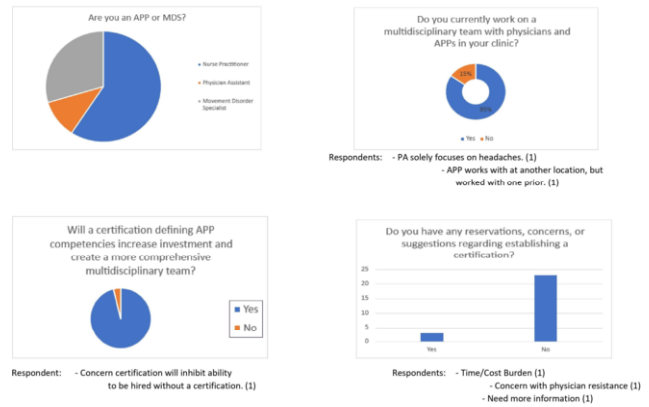 Are you an APP or MDS?
Nurse Practitioner
Physician Assistant
Movement Disorder
Specialist
Do you currently work on a
multidisciplinary team with physicians and
APPs in your clinic?
15%
Yes No
Respondents: - PA solely focuses on headaches. (1)
- APP works with at another location, but
worked with one prior. (1)
Will a certification defining APP
competencies increase investment and
create a more comprehensive
multidisciplinary team?
Yes
No
Respondent: - Concern certification will inhibit ability
to be hired without a certification. (1)
Do you have any reservations, concerns, or
suggestions regarding establishing a
certification?
25
20
15
10
5
0
Yes No
Respondents: - Time/Cost Burden (1)
- Concern with physician resistance (1)
- Need more information (1)